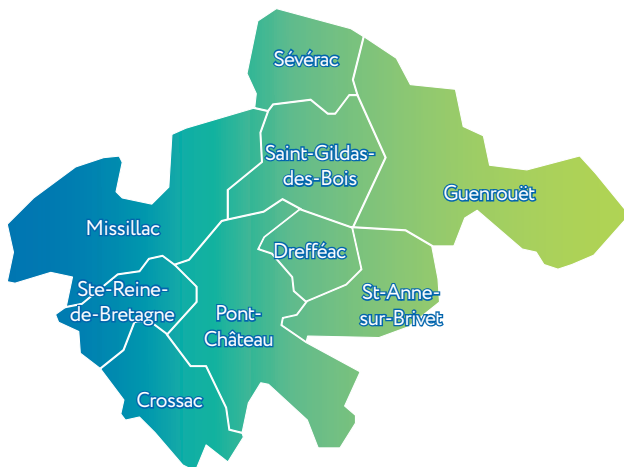 Sévérac
Saint-Gildas-
des-Bois
Guenrouët
Missillac
Drefféac
Ste-Reine-
de-Bretagne
St-Anne-
sur-Brivet
Pont-
Château
Crossac